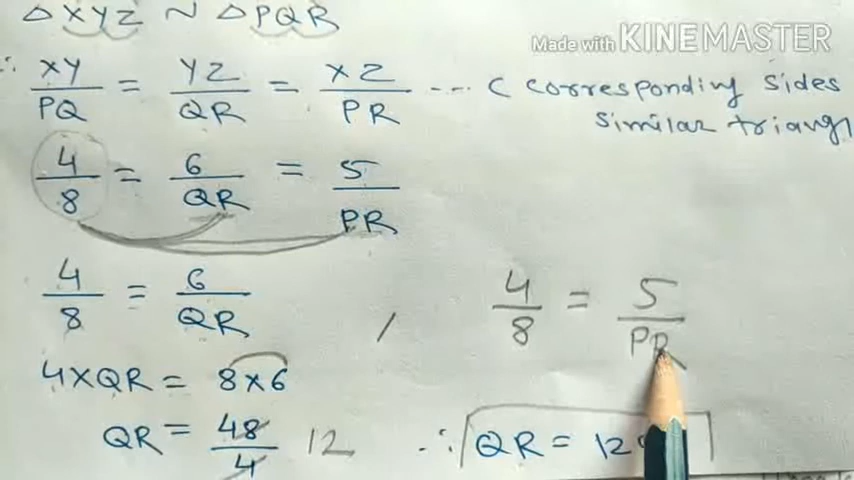 △XYZ ~ △PQR
Made with KINEMASTER
∴ XY/PQ = YZ/QR = XZ/PR --- ( corresponding sides
similar triang
4/8 = 6/QR = 5/PR
4/8 = 6/QR , 4/8 = 5/PR
4×QR = 8×6
QR = 48/4 12 ∴ QR = 12